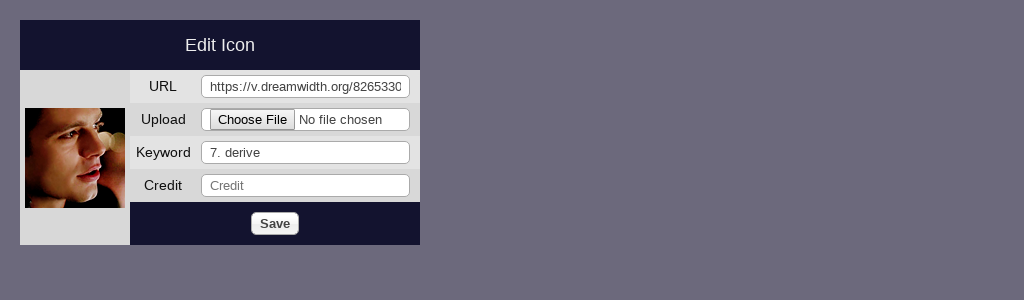 Edit Icon
URL https://v.dreamwidth.org/8265330
Upload Choose File No file chosen
Keyword 7. derive
Credit Credit
Save